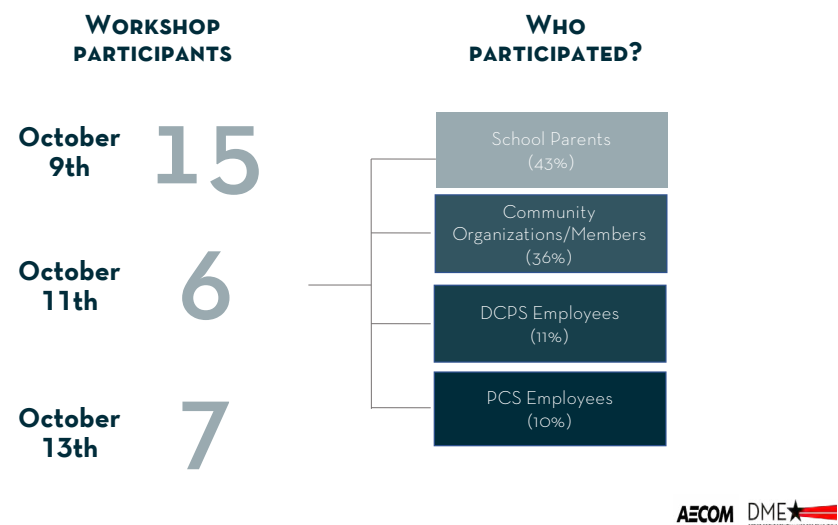 WORKSHOP
PARTICIPANTS
WHO
PARTICIPATED?
October
9th
15
October
11th
6
October
13th
7
School Parents
(43%)
Community
Organizations/Members
(36%)
DCPS Employees
(11%)
PCS Employees
(10%)
AECOM
DME